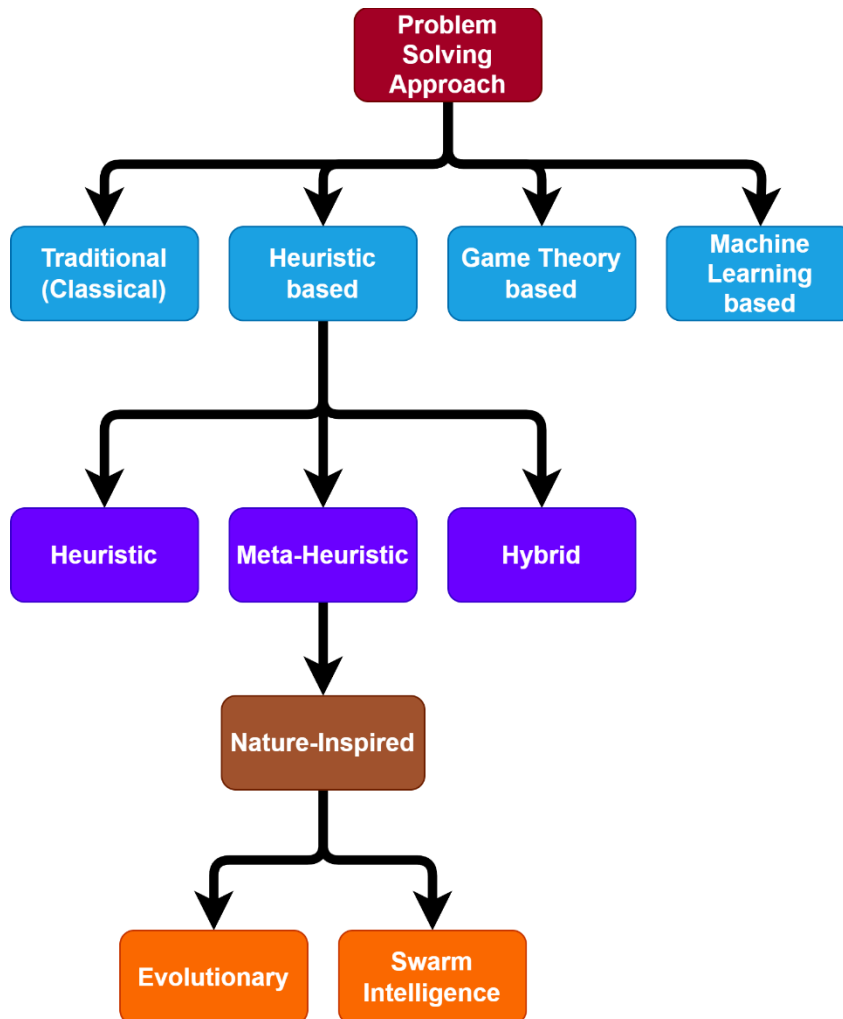 Problem
Solving
Approach
Traditional
(Classical)
Heuristic
based
Game Theory
based
Machine
Learning
based
Heuristic
Meta-Heuristic
Hybrid
Nature-Inspired
Evolutionary
Swarm
Intelligence